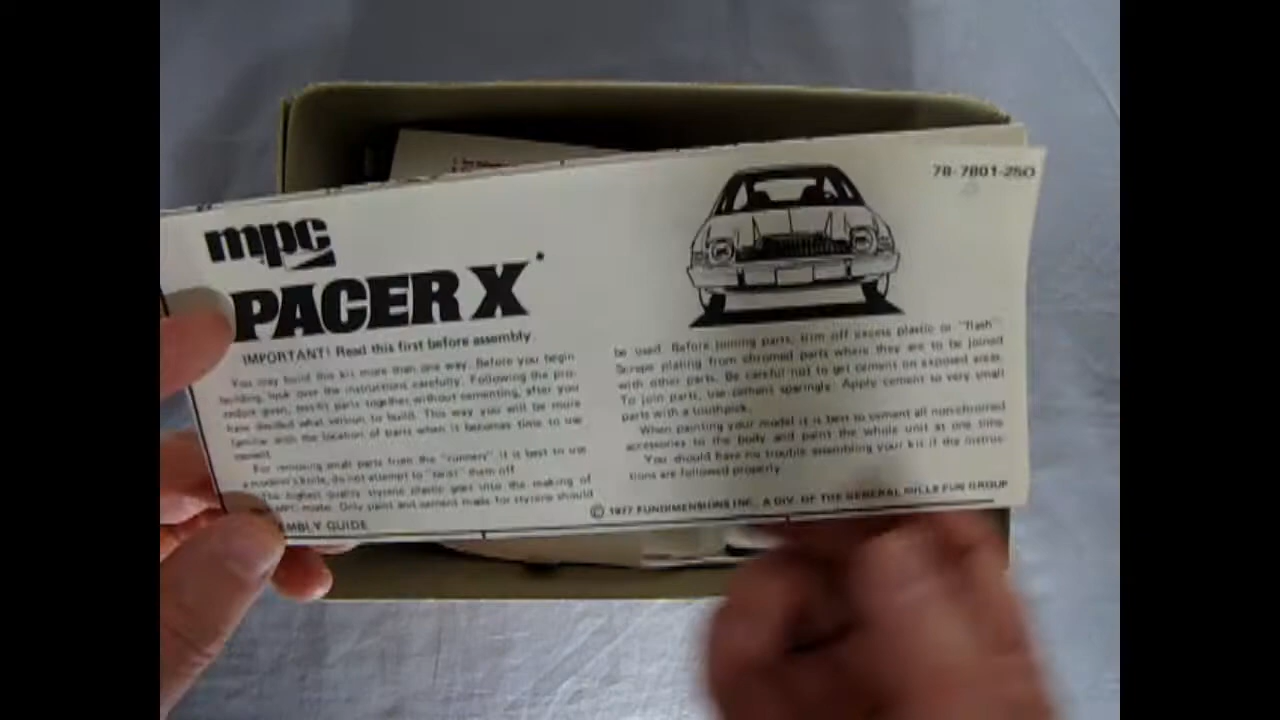 mpc
PACER X
IMPORTANT! Read this first before assembly
You may build this kit more than one way. Before you begin
building, look over the instructions carefully. Following the pro-
cedure given, test-fit parts together without cementing, after you
have decided what version to build. This way you will be more
familiar with the location of parts when it becomes time to use
cement.
For removing small parts from the "runners" it is best to use
a modeler's knife, do not attempt to "twist" them off
The highest quality styrene plastic goes into the making of
MPC model. Only paint and cement made for styrene should
EMBLY GUIDE
78-7801-250
be used. Before joining parts, trim off excess plastic or "flash"
Scrape plating from chromed parts where they are to be joined
with other parts. Be careful not to get cement on exposed areas.
To join parts, use cement sparingly. Apply cement to very small
parts with a toothpick.
When painting your model it is best to cement all non-chromed
accessories to the body and paint the whole unit at one time
You should have no trouble assembling your kit if the instruc-
tions are followed properly
© 1977 FUNDIMENSIONS INC., A DIV. OF THE GENERAL MILLS FUN GROUP